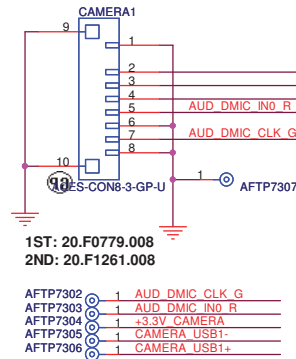 CAMERA1
9
1
2
3
4
5 AUD_DMIC_IN0_R
6
7 AUD_DMIC_CLK_G
8
10
1 AFTP7307
ACES-CON8-3-GP-U
1ST: 20.F0779.008
2ND: 20.F1261.008
AFTP7302 1 AUD_DMIC_CLK_G
AFTP7303 1 AUD_DMIC_IN0_R
AFTP7304 1 +3.3V_CAMERA
AFTP7305 1 CAMERA_USB1-
AFTP7306 1 CAMERA_USB1+